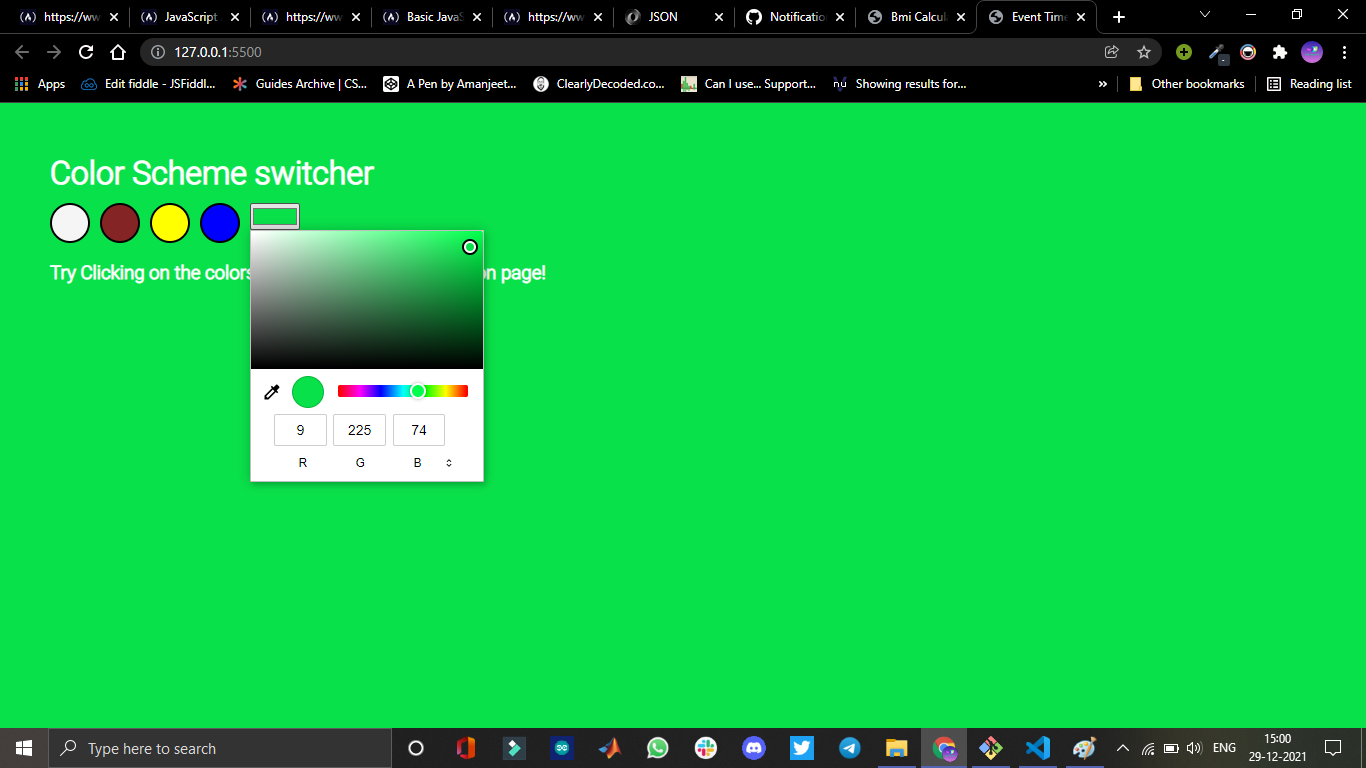 https://ww
JavaScript
https://ww
Basic JavaS
https://ww
JSON
Notificatio
Bmi Calcul
Event Time
127.0.0.1:5500
Apps
Edit fiddle - JSFiddl...
Guides Archive | CS...
A Pen by Amanjeet...
ClearlyDecoded.co...
Can I use... Support...
nu
Showing results for...
»
Other bookmarks
Reading list
Color Scheme switcher
Try Clicking on the colors
on page!
9 225 74
R G B
Type here to search
ENG
15:00
29-12-2021